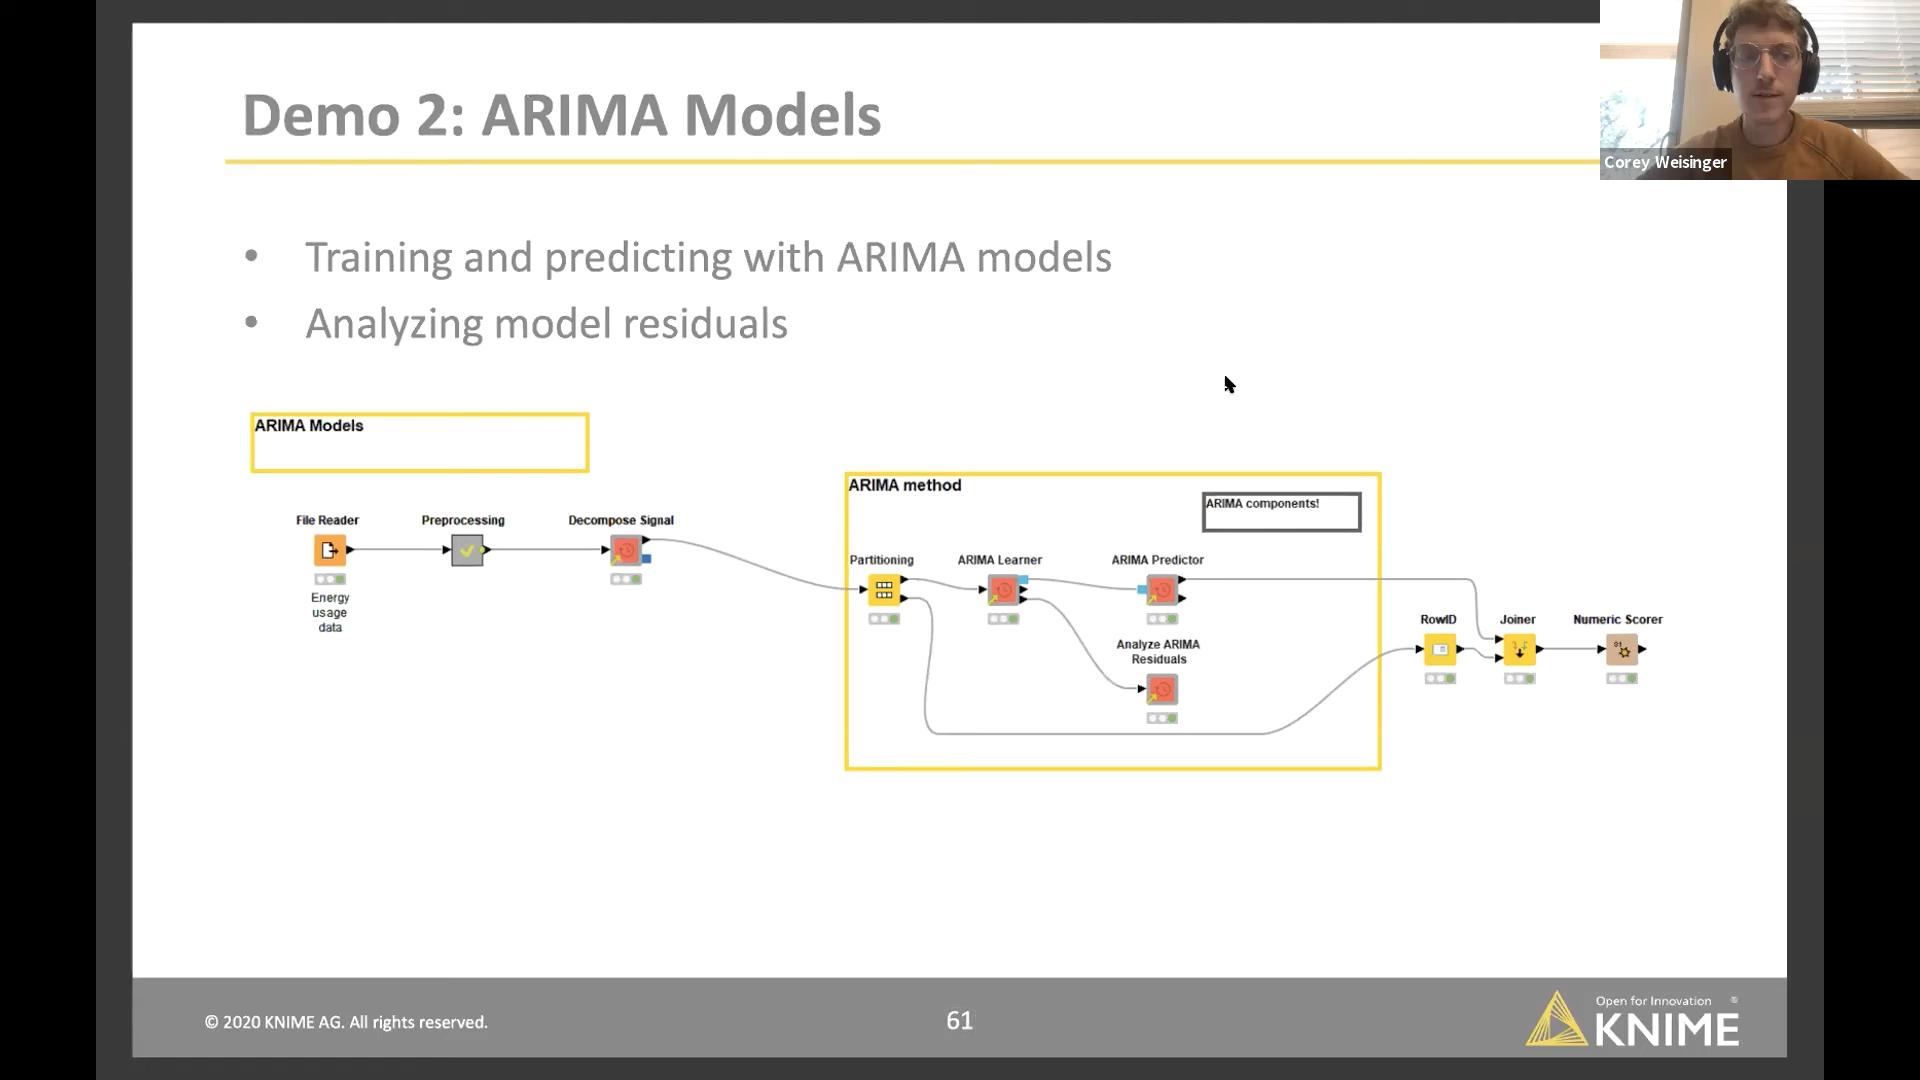 Demo 2: ARIMA Models
Corey Weisinger
• Training and predicting with ARIMA models
• Analyzing model residuals
ARIMA Models
ARIMA method
ARIMA components!
File Reader
Preprocessing
Decompose Signal
Energy
usage
data
Partitioning
ARIMA Learner
ARIMA Predictor
Analyze ARIMA
Residuals
RowID
Joiner
Numeric Scorer
© 2020 KNIME AG. All rights reserved.
61
Open for Innovation ®
KNIME